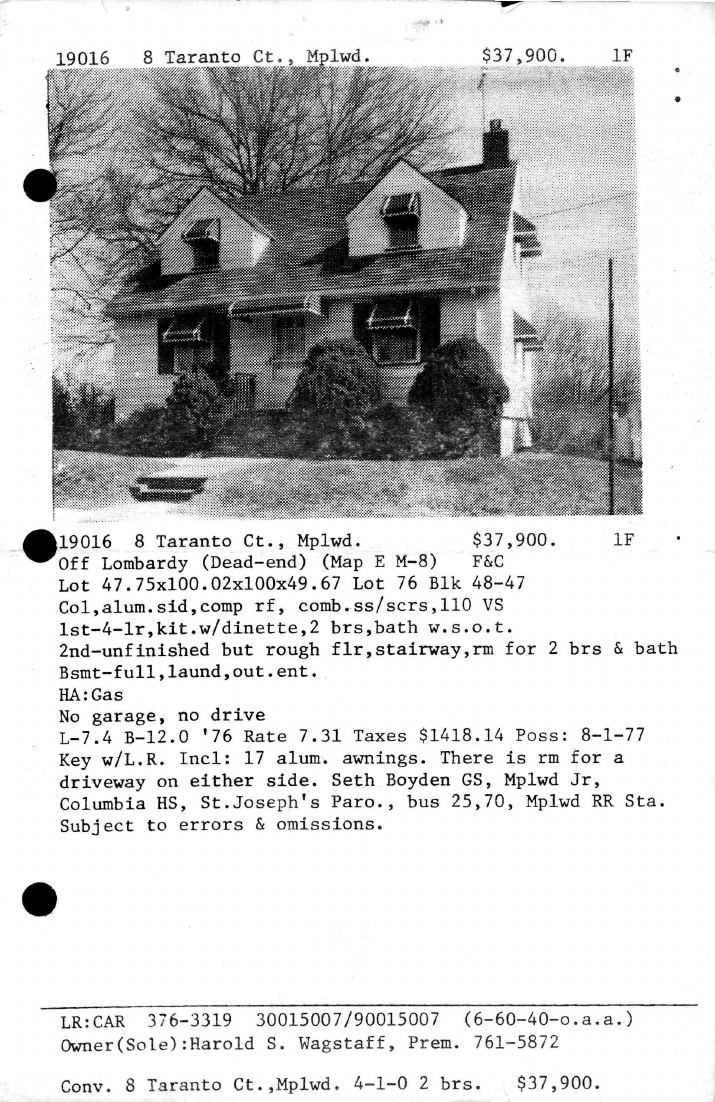 19016 8 Taranto Ct., Mplwd. $37,900. 1F
19016 8 Taranto Ct., Mplwd. $37,900. 1F
Off Lombardy (Dead-end) (Map E M-8) F&C
Lot 47.75x100.02x100x49.67 Lot 76 Blk 48-47
Col,alum.sid,comp rf, comb.ss/scrs,110 VS
1st-4-lr,kit.w/dinette,2 brs,bath w.s.o.t.
2nd-unfinished but rough flr,stairway,rm for 2 brs & bath
Bsmt-full,laund,out.ent.
HA:Gas
No garage, no drive
L-7.4 B-12.0 '76 Rate 7.31 Taxes $1418.14 Poss: 8-1-77
Key w/L.R. Incl: 17 alum. awnings. There is rm for a
driveway on either side. Seth Boyden GS, Mplwd Jr,
Columbia HS, St.Joseph's Paro., bus 25,70, Mplwd RR Sta.
Subject to errors & omissions.
LR:CAR 376-3319 30015007/90015007 (6-60-40-o.a.a.)
Owner(Sole):Harold S. Wagstaff, Prem. 761-5872
Conv. 8 Taranto Ct.,Mplwd. 4-1-0 2 brs. $37,900.